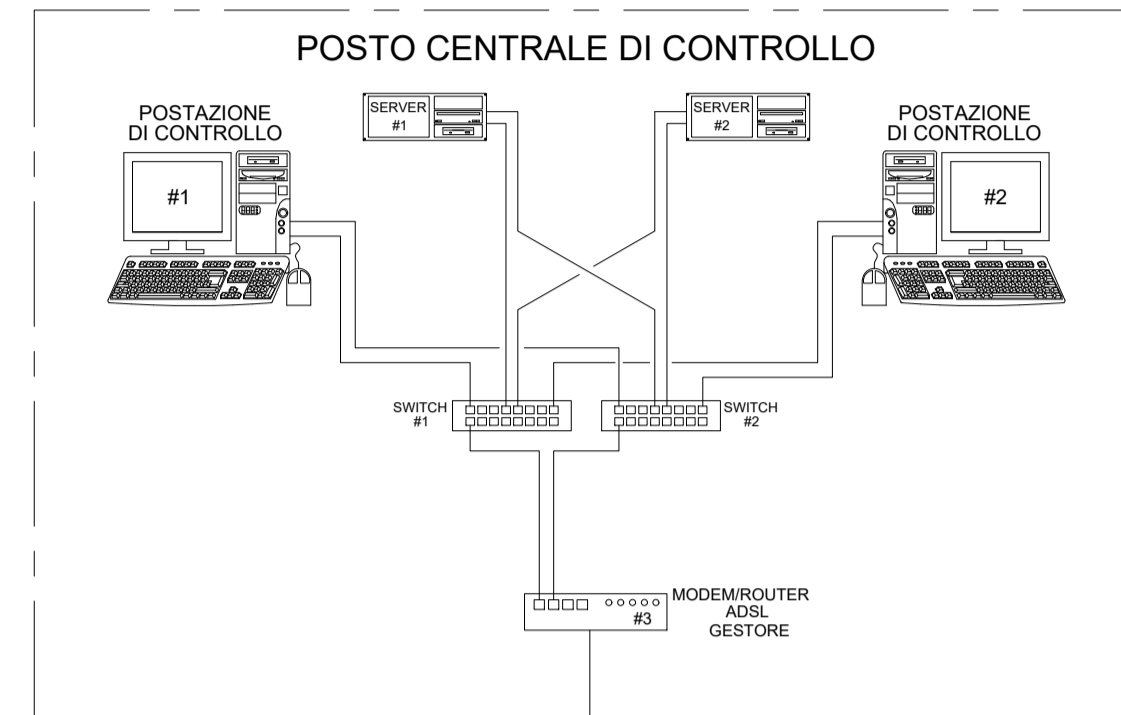 POSTO CENTRALE DI CONTROLLO
POSTAZIONE
DI CONTROLLO
#1
SERVER
#1
SERVER
#2
POSTAZIONE
DI CONTROLLO
#2
SWITCH
#1
SWITCH
#2
MODEM/ROUTER
ADSL
GESTORE
#3